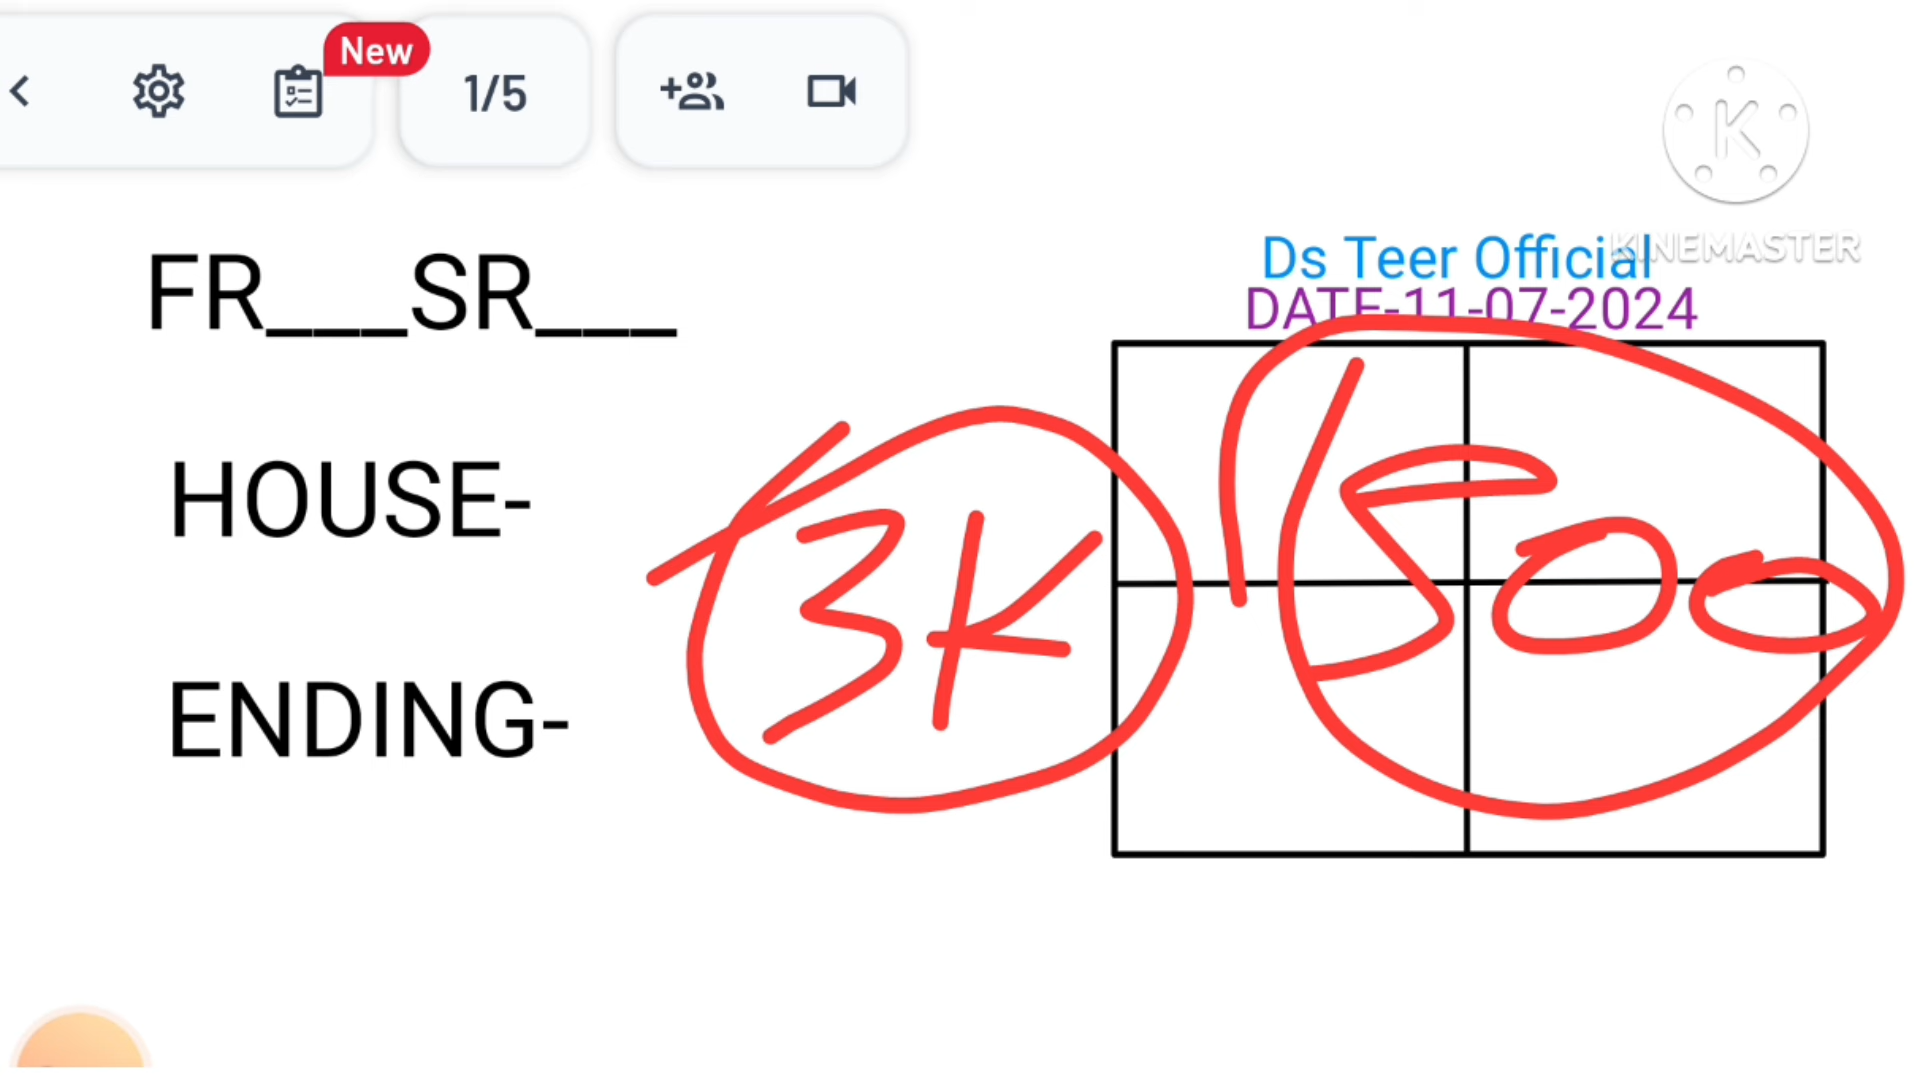 New
1/5
K
KINEMASTER
Ds Teer Official
DATE-11-07-2024
FR___SR___
HOUSE-
ENDING-
3K
1500